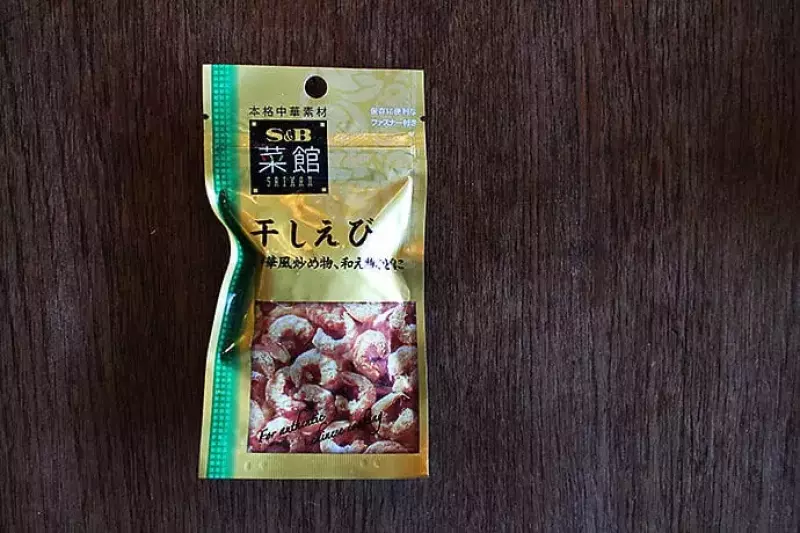 本格中華素材
保存に便利な
ファスナー付き
S&B
菜館
SAIKAN
干しえび
華風炒め物、和え物などに
For authentic
chinese cooking